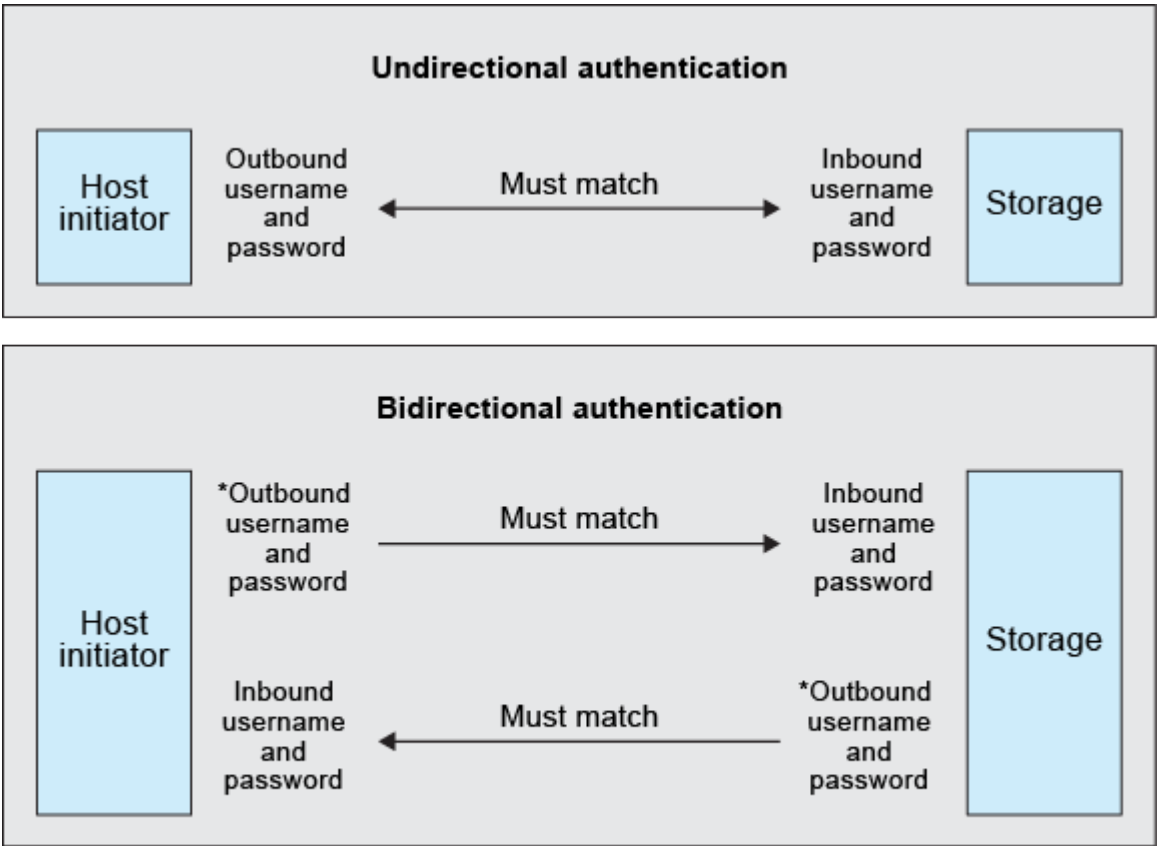 Undirectional authentication
Host
initiator
Outbound
username
and
password
Must match
Inbound
username
and
password
Storage
Bidirectional authentication
Host
initiator
*Outbound
username
and
password
Must match
Inbound
username
and
password
Inbound
username
and
password
Must match
*Outbound
username
and
password
Storage